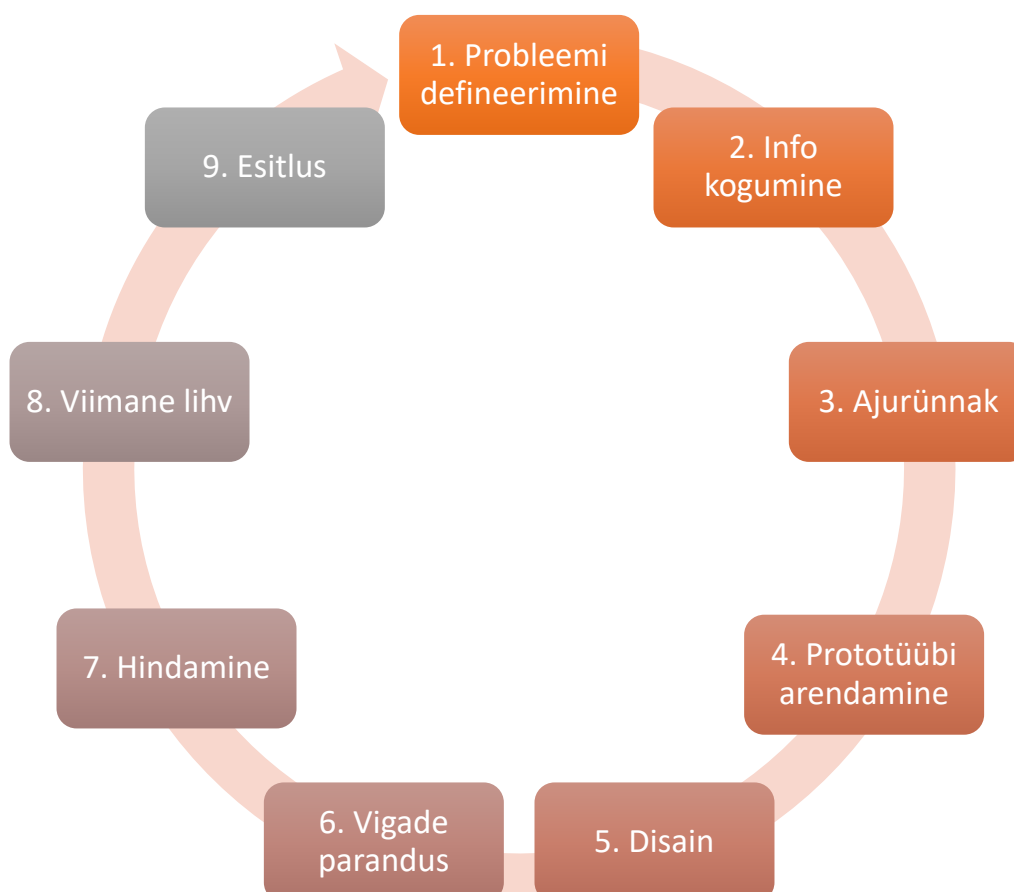 1. Probleemi
defineerimine
2. Info
kogumine
3. Ajurünnak
4. Prototüübi
arendamine
5. Disain
6. Vigade
parandus
7. Hindamine
8. Viimane lihv
9. Esitlus